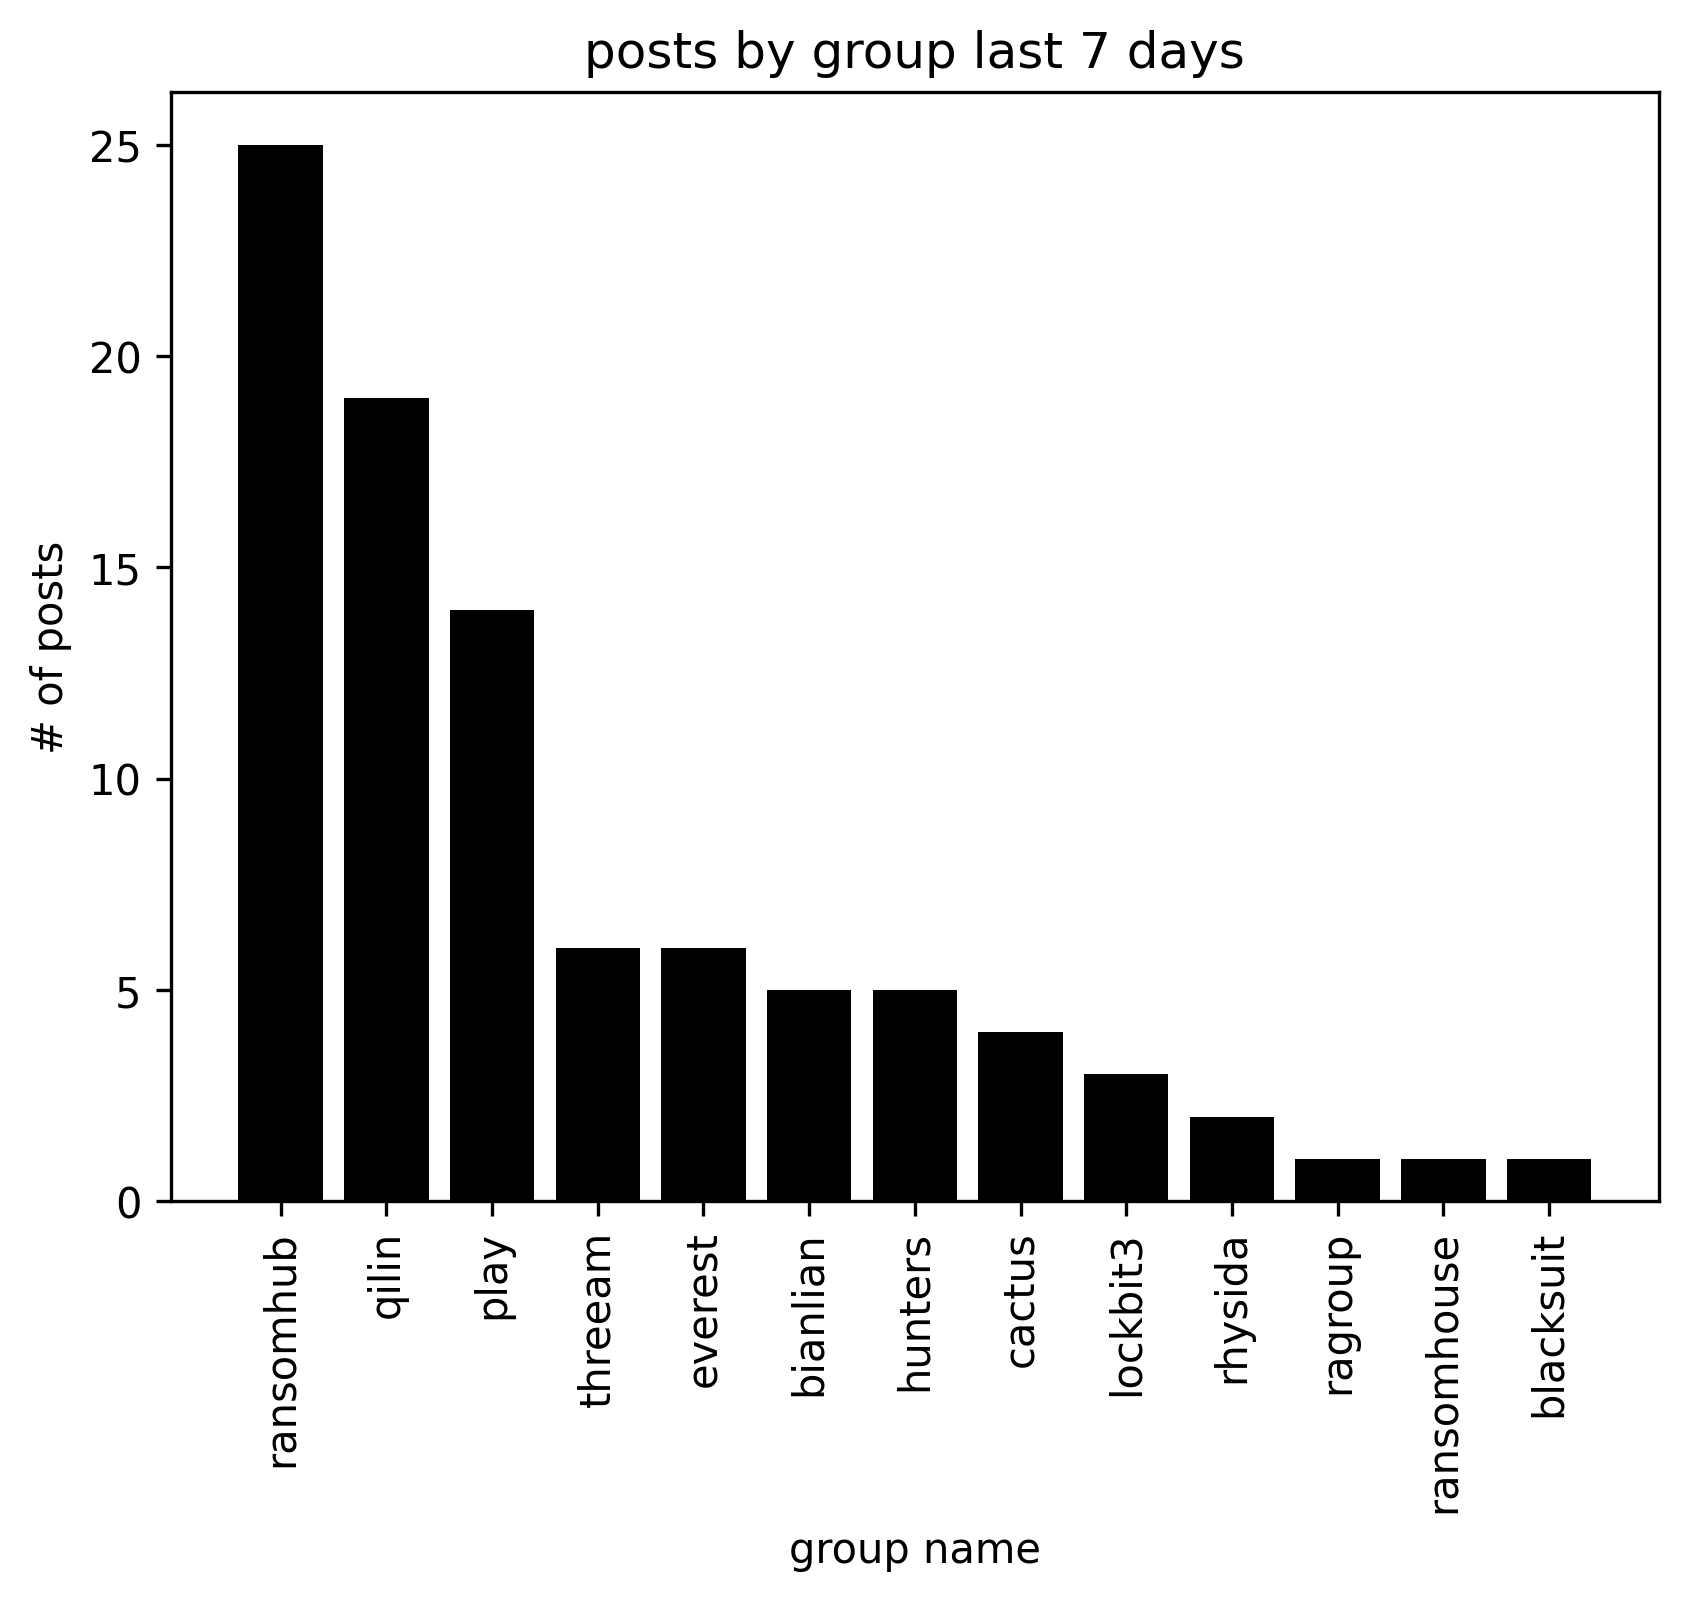 posts by group last 7 days
# of posts
25
20
15
10
5
0
ransomhub
qilin
play
threeam
everest
bianlian
hunters
cactus
lockbit3
rhysida
ragroup
ransomhouse
blacksuit
group name